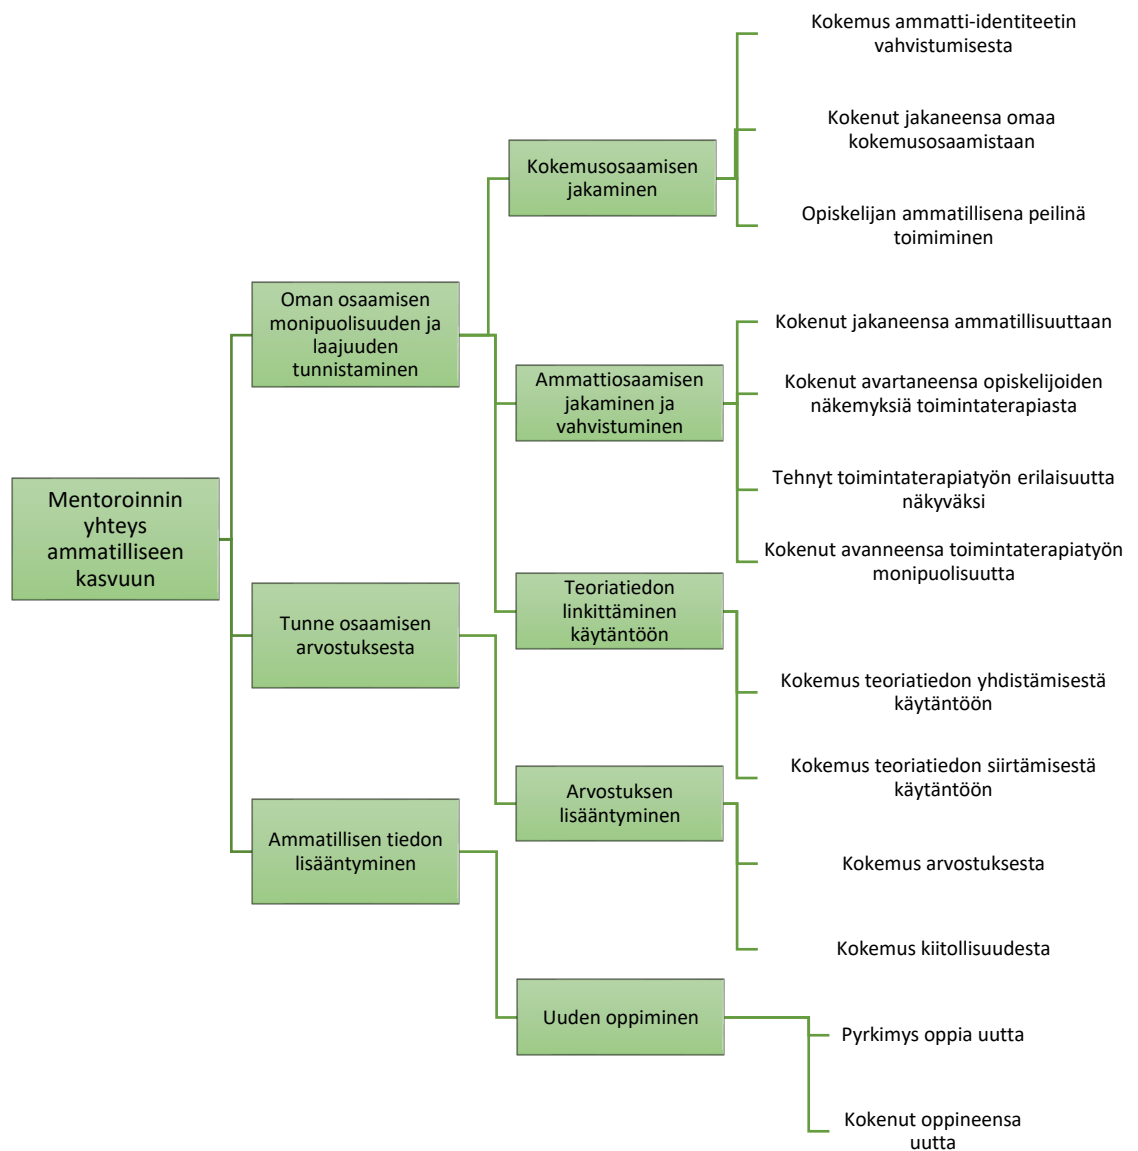 Mentoroinnin
yhteys
ammatilliseen
kasvuun
Oman osaamisen
monipuolisuuden ja
laajuuden
tunnistaminen
Kokemusosaamisen
jakaminen
Kokemus ammatti-identiteetin
vahvistumisesta
Kokenut jakaneensa omaa
kokemusosaamistaan
Opiskelijan ammatillisena peilinä
toimiminen
Ammattiosaamisen
jakaminen ja
vahvistuminen
Kokenut jakaneensa ammatillisuuttaan
Kokenut avartaneensa opiskelijoiden
näkemyksiä toimintaterapiasta
Tehnyt toimintaterapiatyön erilaisuutta
näkyväksi
Kokenut avanneensa toimintaterapiatyön
monipuolisuutta
Teoriatiedon
linkittäminen
käytäntöön
Kokemus teoriatiedon yhdistämisestä
käytäntöön
Kokemus teoriatiedon siirtämisestä
käytäntöön
Tunne osaamisen
arvostuksesta
Arvostuksen
lisääntyminen
Kokemus arvostuksesta
Kokemus kiitollisuudesta
Ammatillisen tiedon
lisääntyminen
Uuden oppiminen
Pyrkimys oppia uutta
Kokenut oppineensa
uutta